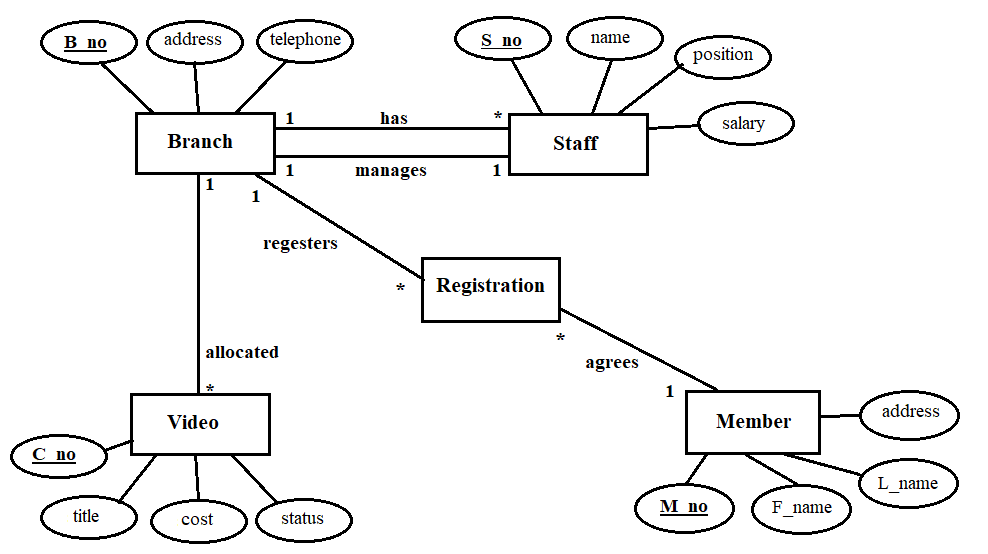 B_no
address
telephone
S_no
name
position
salary
Branch
1
has
*
Staff
1
manages
1
1
1
regesters
*
Registration
*
agrees
1
allocated
*
Video
C_no
title
cost
status
Member
address
L_name
F_name
M_no